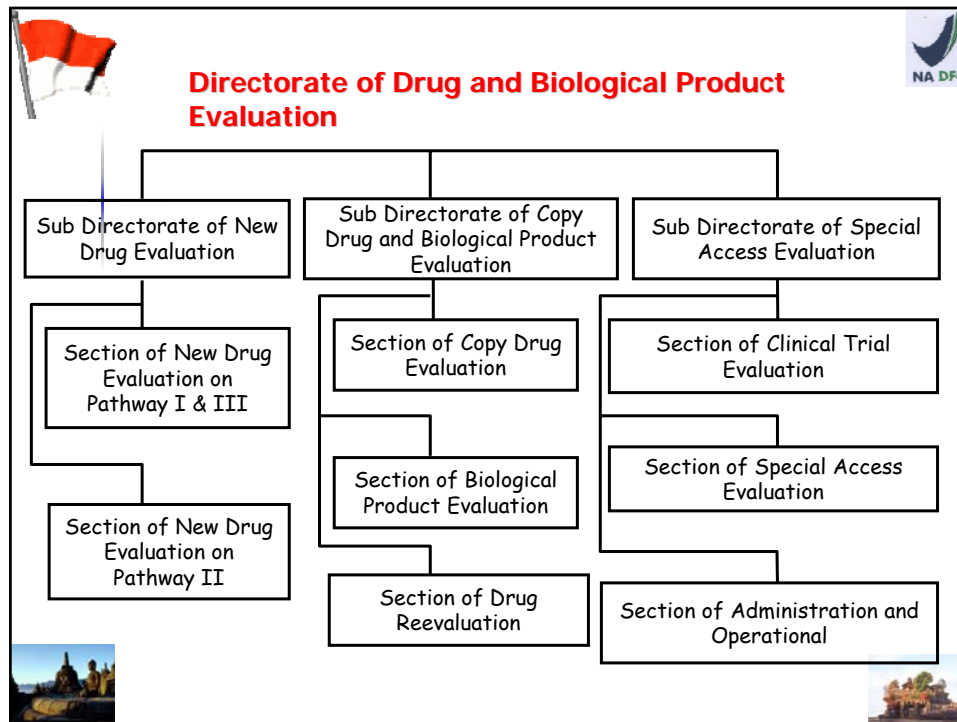 NA DF
Directorate of Drug and Biological Product
Evaluation
Sub Directorate of New
Drug Evaluation
Sub Directorate of Copy
Drug and Biological Product
Evaluation
Sub Directorate of Special
Access Evaluation
Section of New Drug
Evaluation on
Pathway I & III
Section of Copy Drug
Evaluation
Section of Clinical Trial
Evaluation
Section of Biological
Product Evaluation
Section of Special Access
Evaluation
Section of New Drug
Evaluation on
Pathway II
Section of Drug
Reevaluation
Section of Administration and
Operational